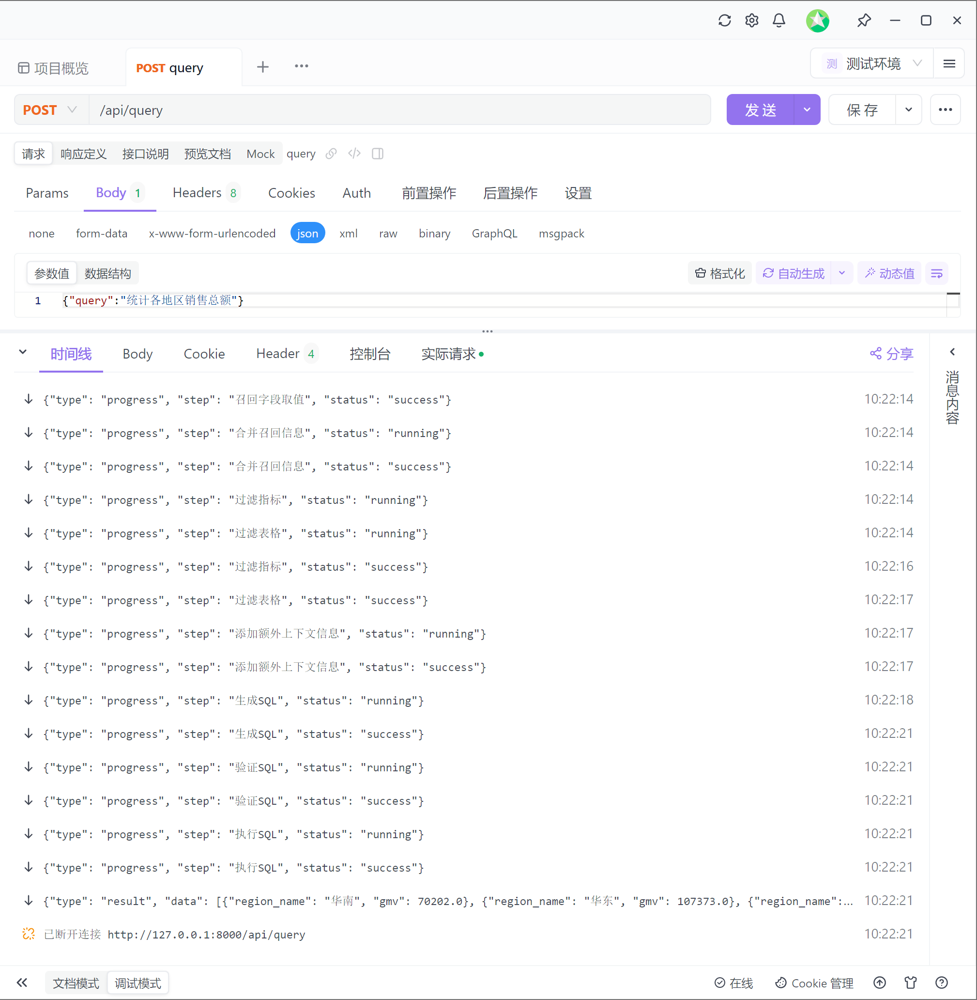 项目概览
POST query
测 测试环境
POST /api/query
发送
保存
请求 响应定义 接口说明 预览文档 Mock query
Params Body 1 Headers 8 Cookies Auth 前置操作 后置操作 设置
none form-data x-www-form-urlencoded json xml raw binary GraphQL msgpack
参数值 数据结构 格式化 自动生成 动态值
1 {"query":"统计各地区销售总额"}
时间线 Body Cookie Header 4 控制台 实际请求 分享
消息内容
{"type": "progress", "step": "召回字段取值", "status": "success"} 10:22:14
{"type": "progress", "step": "合并召回信息", "status": "running"} 10:22:14
{"type": "progress", "step": "合并召回信息", "status": "success"} 10:22:14
{"type": "progress", "step": "过滤指标", "status": "running"} 10:22:14
{"type": "progress", "step": "过滤表格", "status": "running"} 10:22:14
{"type": "progress", "step": "过滤指标", "status": "success"} 10:22:16
{"type": "progress", "step": "过滤表格", "status": "success"} 10:22:17
{"type": "progress", "step": "添加额外上下文信息", "status": "running"} 10:22:17
{"type": "progress", "step": "添加额外上下文信息", "status": "success"} 10:22:17
{"type": "progress", "step": "生成SQL", "status": "running"} 10:22:18
{"type": "progress", "step": "生成SQL", "status": "success"} 10:22:21
{"type": "progress", "step": "验证SQL", "status": "running"} 10:22:21
{"type": "progress", "step": "验证SQL", "status": "success"} 10:22:21
{"type": "progress", "step": "执行SQL", "status": "running"} 10:22:21
{"type": "progress", "step": "执行SQL", "status": "success"} 10:22:21
{"type": "result", "data": [{"region_name": "华南", "gmv": 70202.0}, {"region_name": "华东", "gmv": 107373.0}, {"region_name":... 10:22:21
已断开连接 http://127.0.0.1:8000/api/query 10:22:21
文档模式 调试模式 在线 Cookie 管理